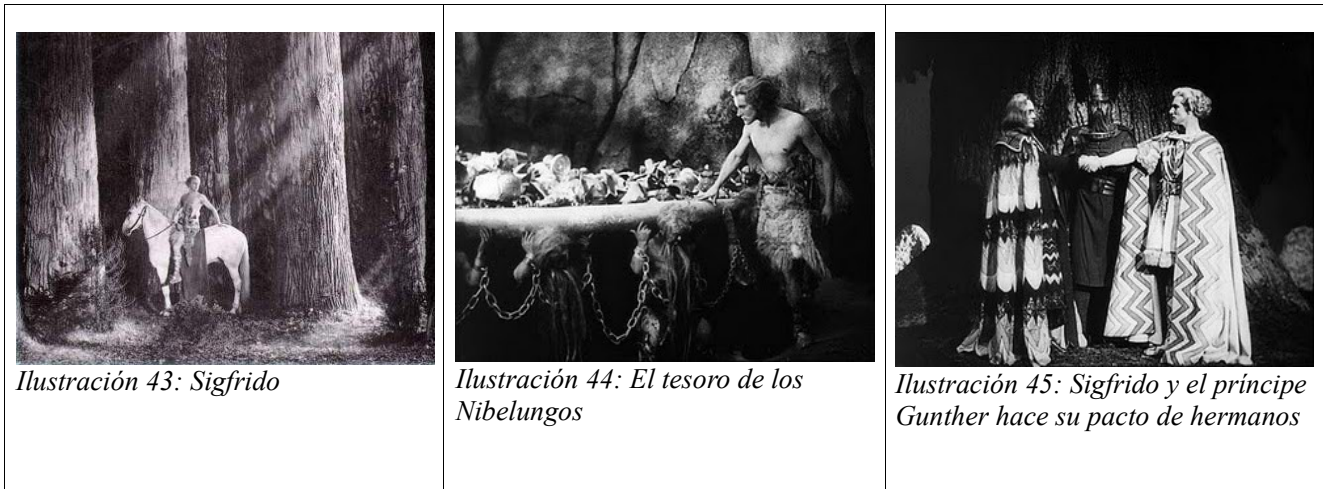 Ilustración 43: Sigfrido
Ilustración 44: El tesoro de los
Nibelungos
Ilustración 45: Sigfrido y el príncipe
Gunther hace su pacto de hermanos